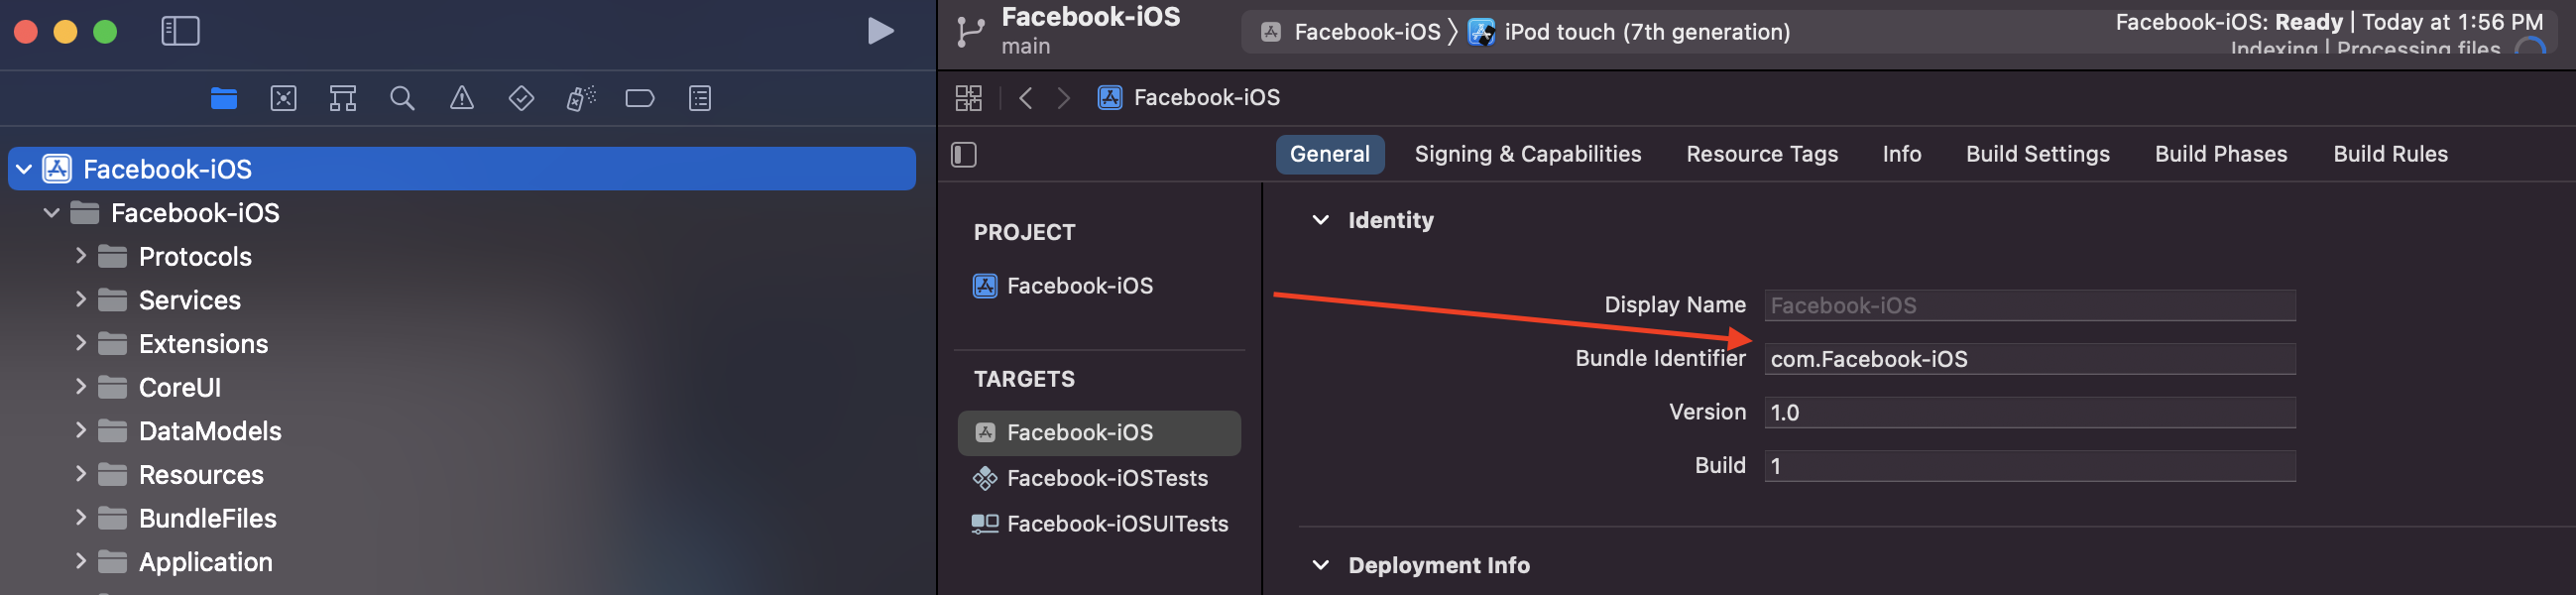 Facebook-iOS
main
Facebook-iOS
iPod touch (7th generation)
Facebook-iOS: Ready | Today at 1:56 PM
Indexing | Processing files
Facebook-iOS
General
Signing & Capabilities
Resource Tags
Info
Build Settings
Build Phases
Build Rules
Facebook-iOS
Facebook-iOS
Protocols
Services
Extensions
CoreUI
DataModels
Resources
BundleFiles
Application
PROJECT
Facebook-iOS
TARGETS
Facebook-iOS
Facebook-iOSTests
Facebook-iOSUITests
Identity
Display Name Facebook-iOS
Bundle Identifier com.Facebook-iOS
Version 1.0
Build 1
Deployment Info